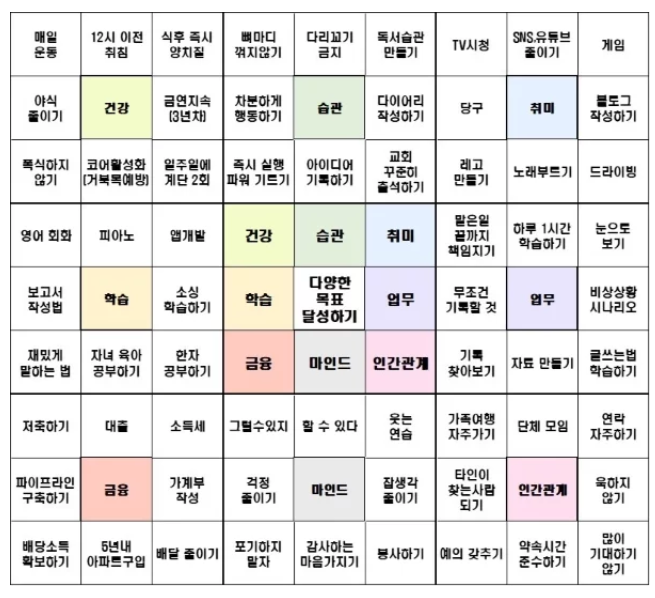 매일 운동 12시 이전 취침 식후 즉시 양치질 뼈마디 꺾지않기 다리꼬기 금지 독서습관 만들기 TV시청 SNS.유튜브 줄이기 게임
야식 줄이기 건강 금연지속 (3년차) 차분하게 행동하기 습관 다이어리 작성하기 당구 취미 블로그 작성하기
폭식하지 않기 코어활성화 (거북목예방) 일주일에 계단 2회 즉시 실행 파워 기르기 아이디어 기록하기 교회 꾸준히 출석하기 레고 만들기 노래부르기 드라이빙
영어 회화 피아노 앱개발 건강 습관 취미 맡은일 끝까지 책임지기 하루 1시간 학습하기 눈으로 보기
보고서 작성법 학습 소싱 학습하기 학습 다양한 목표 달성하기 업무 무조건 기록할 것 업무 비상상황 시나리오
재밌게 말하는 법 자녀 육아 공부하기 한자 공부하기 금융 마인드 인간관계 기록 찾아보기 자료 만들기 글쓰는법 학습하기
저축하기 대출 소득세 그럴수있지 할 수 있다 웃는 연습 가족여행 자주가기 단체 모임 연락 자주하기
파이프라인 구축하기 금융 가계부 작성 걱정 줄이기 마인드 잡생각 줄이기 타인이 찾는사람 되기 인간관계 욱하지 않기
배당소득 확보하기 5년내 아파트구입 배달 줄이기 포기하지 말자 감사하는 마음가지기 봉사하기 예의 갖추기 약속시간 준수하기 많이 기대하기 않기